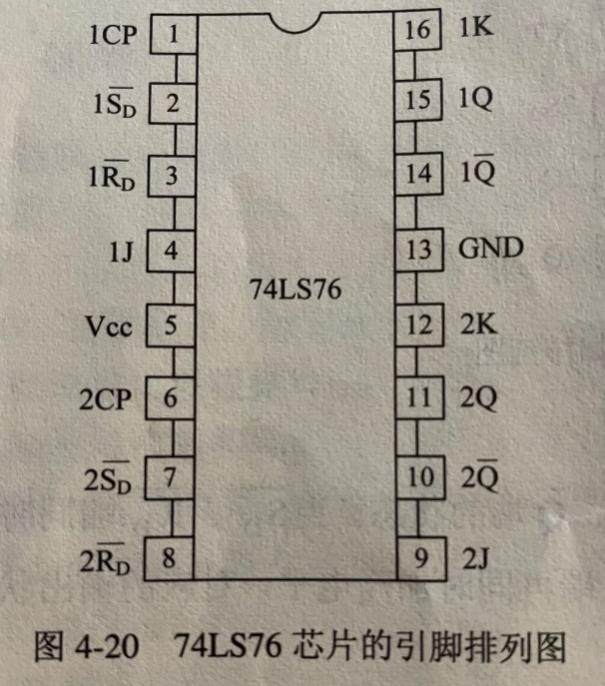 1CP 1 16 1K
1S̅D̅ 2 15 1Q
1R̅D̅ 3 14 1Q̅
1J 4 13 GND
74LS76
Vcc 5 12 2K
2CP 6 11 2Q
2S̅D̅ 7 10 2Q̅
2R̅D̅ 8 9 2J
图 4-20 74LS76 芯片的引脚排列图